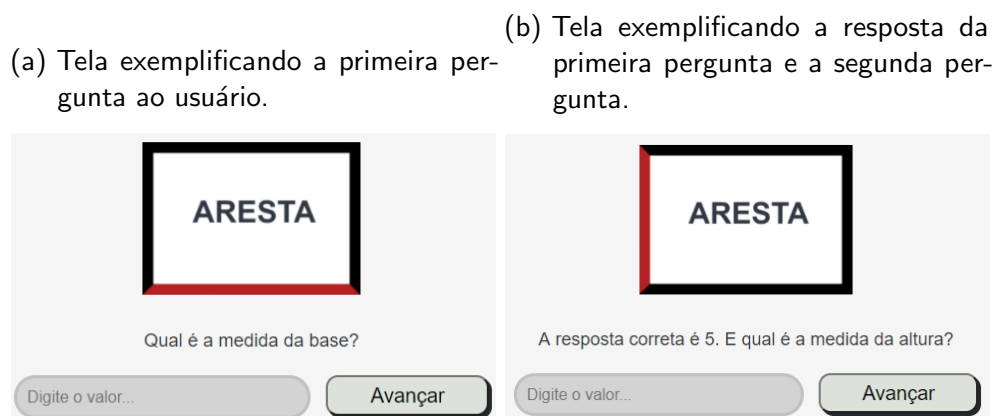 (a) Tela exemplificando a primeira per-
gunta ao usuário.
ARESTA
Qual é a medida da base?
Digite o valor...
Avançar
(b) Tela exemplificando a resposta da
primeira pergunta e a segunda per-
gunta.
ARESTA
A resposta correta é 5. E qual é a medida da altura?
Digite o valor...
Avançar